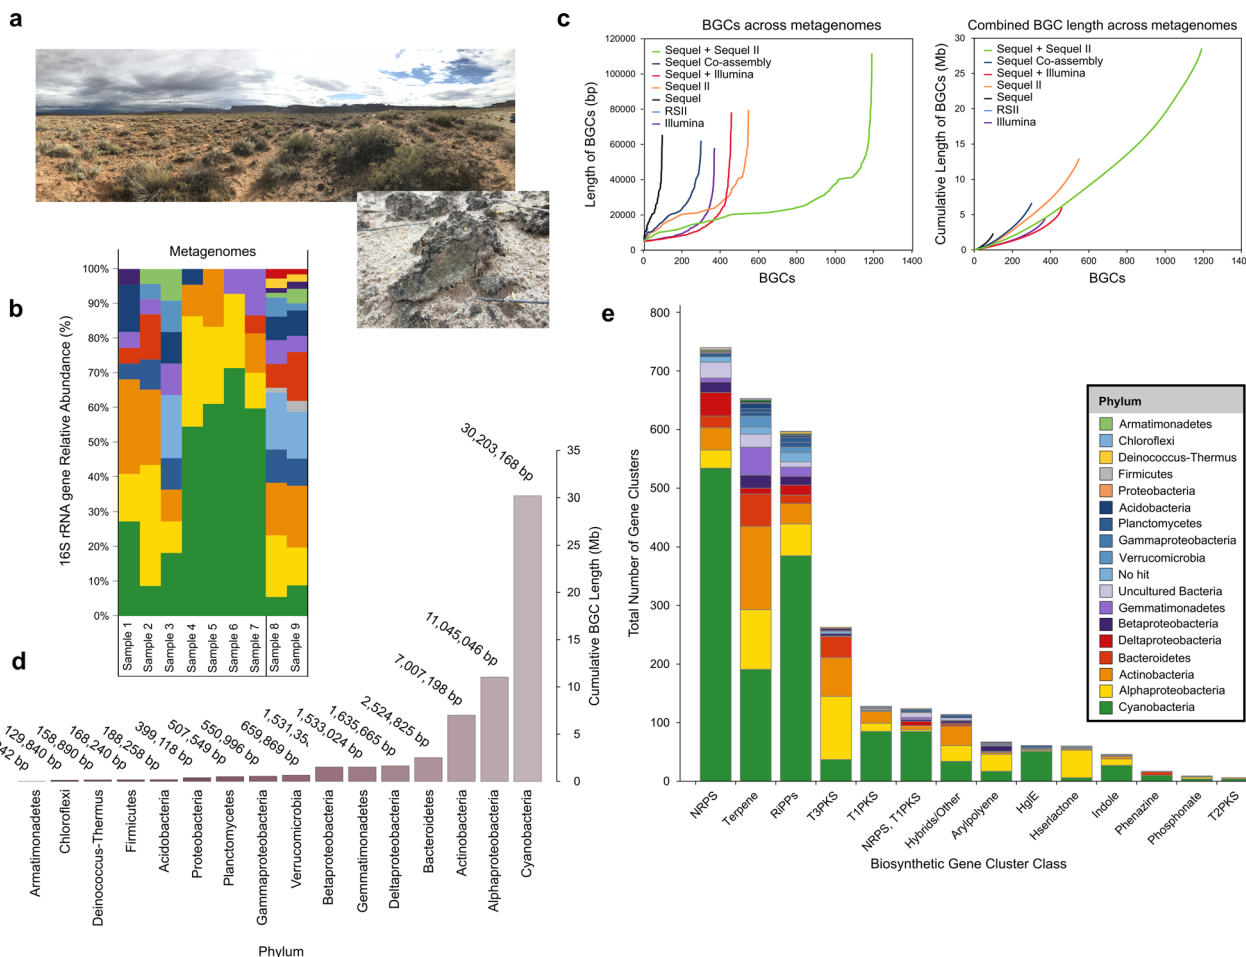 a
b
Metagenomes
16S rRNA gene Relative Abundance (%)
100%
90%
80%
70%
60%
50%
40%
30%
20%
10%
0%
Sample 1
Sample 2
Sample 3
Sample 4
Sample 5
Sample 6
Sample 7
Sample 8
Sample 9
c
BGCs across metagenomes
Length of BGCs (bp)
120000
100000
80000
60000
40000
20000
0
Sequel + Sequel II
Sequel Co-assembly
Sequel + Illumina
Sequel II
Sequel
RSII
Illumina
0
200
400
600
800
1000
1200
1400
BGCs
Combined BGC length across metagenomes
Cumulative Length of BGCs (Mb)
30
25
20
15
10
5
0
Sequel + Sequel II
Sequel Co-assembly
Sequel + Illumina
Sequel II
Sequel
RSII
Illumina
0
200
400
600
800
1000
1200
1400
BGCs
d
129,840 bp
158,890 bp
168,240 bp
188,258 bp
399,118 bp
507,549 bp
550,996 bp
659,869 bp
1,533,024 bp
1,635,665 bp
2,524,825 bp
7,007,198 bp
11,045,046 bp
30,203,168 bp
Cumulative BGC Length (Mb)
35
30
25
20
15
10
5
0
Armatimonadetes
Chloroflexi
Deinococcus-Thermus
Firmicutes
Acidobacteria
Proteobacteria
Planctomycetes
Gammaproteobacteria
Verrucomicrobia
Betaproteobacteria
Gemmatimonadetes
Deltaproteobacteria
Bacteroidetes
Actinobacteria
Alphaproteobacteria
Cyanobacteria
Phylum
e
Total Number of Gene Clusters
800
700
600
500
400
300
200
100
0
NRPS
Terpene
RiPPs
T3PKS
T1PKS
NRPS, T1PKS
Hybrids/Other
Arylpolyene
HglE
Hserlactone
Indole
Phenazine
Phosphonate
T2PKS
Biosynthetic Gene Cluster Class
Phylum
Armatimonadetes
Chloroflexi
Deinococcus-Thermus
Firmicutes
Proteobacteria
Acidobacteria
Planctomycetes
Gammaproteobacteria
Verrucomicrobia
No hit
Uncultured Bacteria
Gemmatimonadetes
Betaproteobacteria
Deltaproteobacteria
Bacteroidetes
Actinobacteria
Alphaproteobacteria
Cyanobacteria